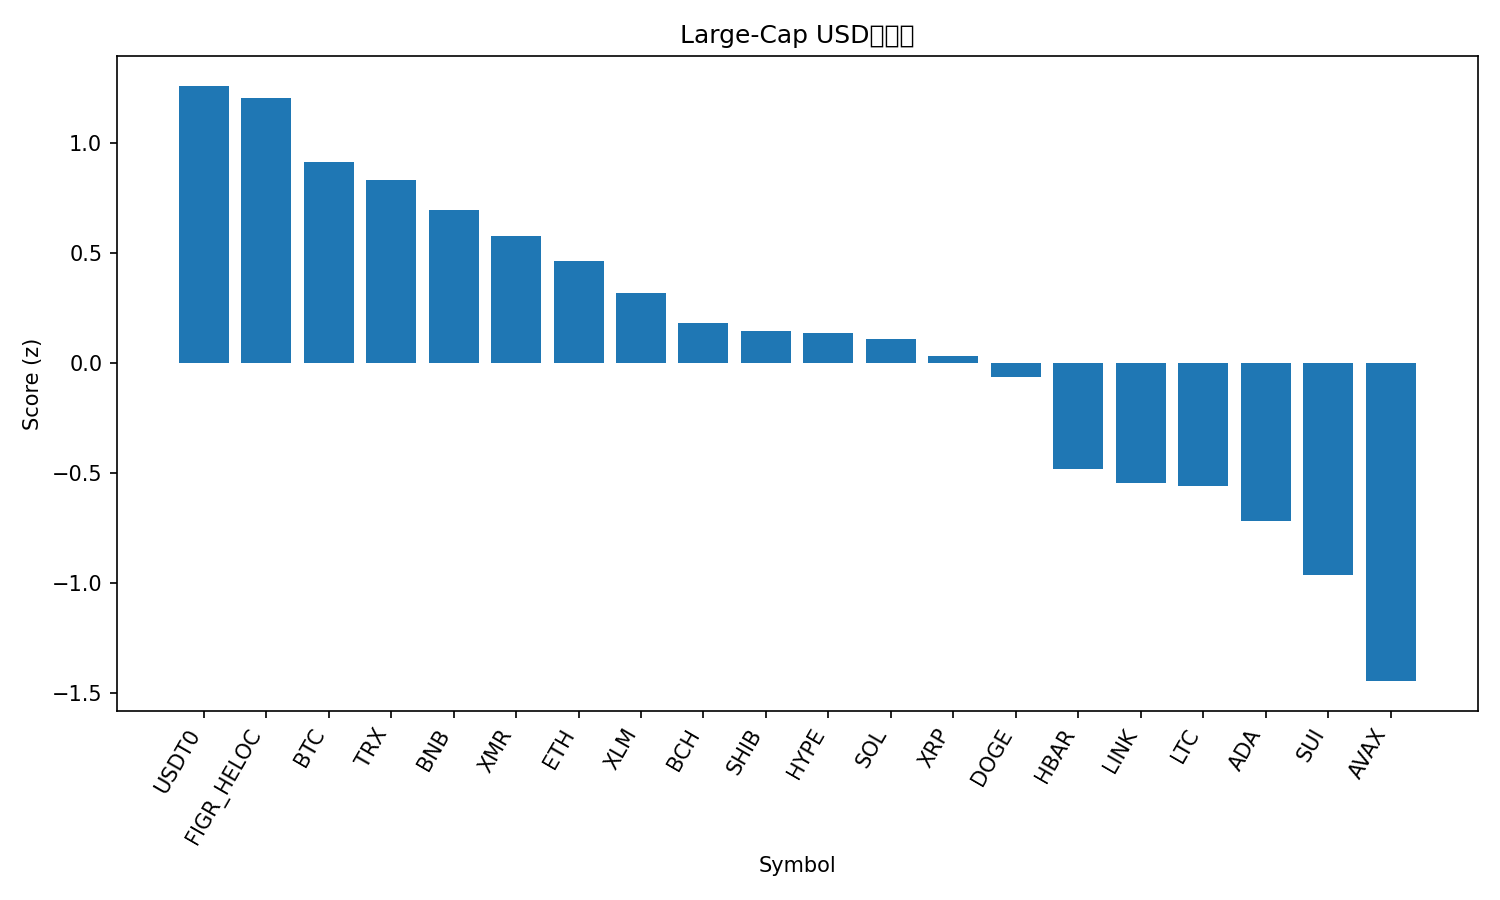 Large-Cap USD
Score (z)
1.0
0.5
0.0
−0.5
−1.0
−1.5
USDT0
FIGR_HELOC
BTC
TRX
BNB
XMR
ETH
XLM
BCH
SHIB
HYPE
SOL
XRP
DOGE
HBAR
LINK
LTC
ADA
SUI
AVAX
Symbol